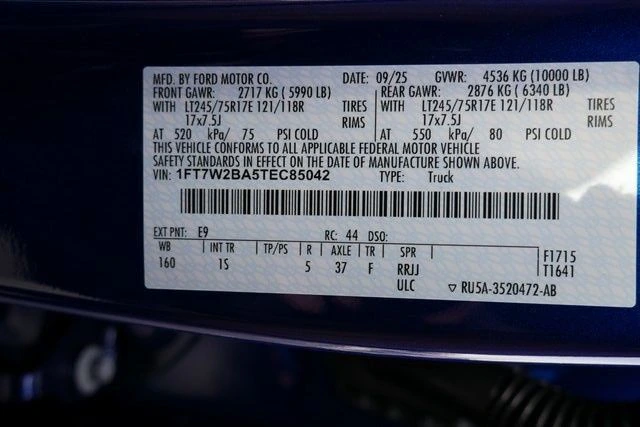 MFD. BY FORD MOTOR CO. DATE: 09/25 GVWR: 4536 KG (10000 LB)
FRONT GAWR: 2717 KG ( 5990 LB) REAR GAWR: 2876 KG ( 6340 LB)
WITH LT245/75R17E 121/118R TIRES WITH LT245/75R17E 121/118R TIRES
17x7.5J RIMS 17x7.5J RIMS
AT 520 kPa/ 75 PSI COLD AT 550 kPa/ 80 PSI COLD
THIS VEHICLE CONFORMS TO ALL APPLICABLE FEDERAL MOTOR VEHICLE
SAFETY STANDARDS IN EFFECT ON THE DATE OF MANUFACTURE SHOWN ABOVE.
VIN: 1FT7W2BA5TEC85042 TYPE: Truck
EXT PNT: E9 RC: 44 DSO:
WB INT TR TP/PS R AXLE TR SPR F1715
160 1S 5 37 F RRJJ T1641
ULC ▽ RU5A-3520472-AB